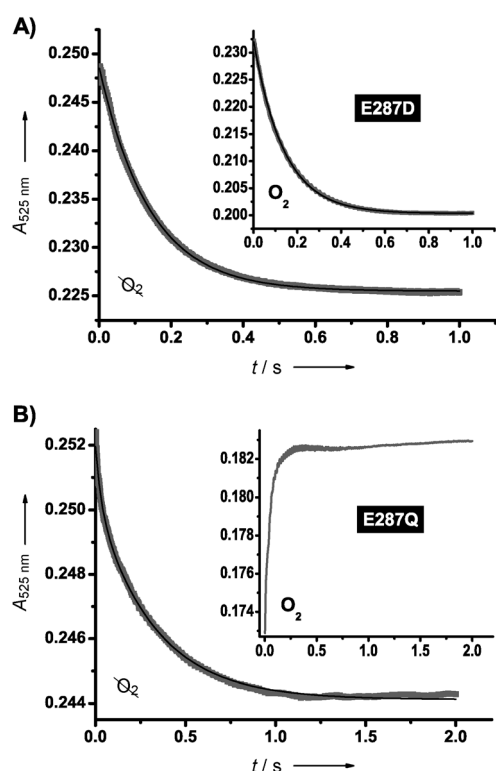 A)
0.250
0.245
0.240
0.235
0.230
0.225
A525 nm
0.0 0.2 0.4 0.6 0.8 1.0
t / s
O2
0.230
0.225
0.220
0.215
0.210
0.205
0.200
0.0 0.2 0.4 0.6 0.8 1.0
E287D
O2
B)
0.252
0.250
0.248
0.246
0.244
A525 nm
0.0 0.5 1.0 1.5 2.0
t / s
O2
0.182
0.180
0.178
0.176
0.174
0.0 0.5 1.0 1.5 2.0
E287Q
O2